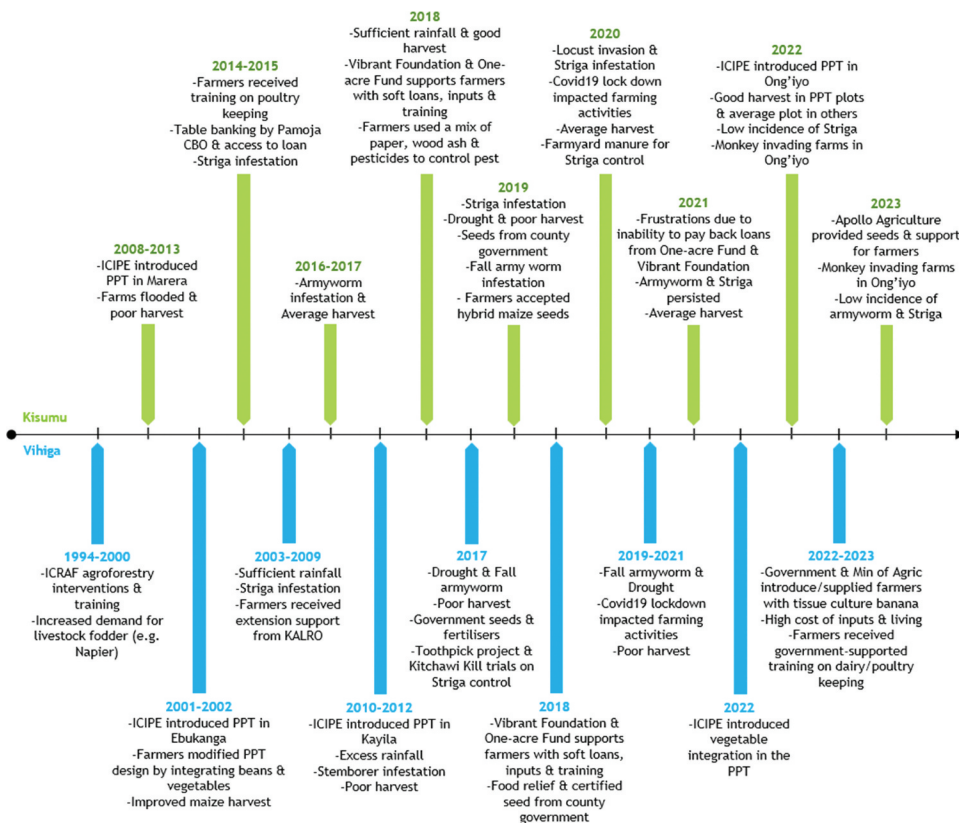 2008-2013
-ICIPE introduced
PPT in Marera
-Farms flooded &
poor harvest
2014-2015
-Farmers received
training on poultry
keeping
-Table banking by Pamoja
CBO & access to loan
-Striga infestation
2016-2017
-Armyworm
infestation &
Average harvest
2018
-Sufficient rainfall & good
harvest
-Vibrant Foundation & One-
acre Fund supports farmers
with soft loans, inputs &
training
-Farmers used a mix of
paper, wood ash &
pesticides to control pest
2019
-Striga infestation
-Drought & poor harvest
-Seeds from county
government
-Fall army worm
infestation
- Farmers accepted
hybrid maize seeds
2020
-Locust invasion &
Striga infestation
-Covid19 lock down
impacted farming
activities
-Average harvest
-Farmyard manure for
Striga control
2021
-Frustrations due to
inability to pay back loans
from One-acre Fund &
Vibrant Foundation
-Armyworm & Striga
persisted
-Average harvest
2022
-ICIPE introduced PPT in
Ong'iyo
-Good harvest in PPT plots
& average plot in others
-Low incidence of Striga
-Monkey invading farms in
Ong'iyo
2023
-Apollo Agriculture
provided seeds & support
for farmers
-Monkey invading farms in
Ong'iyo
-Low incidence of
armyworm & Striga
Kisumu
Vihiga
1994-2000
-ICRAF agroforestry
interventions &
training
-Increased demand for
livestock fodder (e.g.
Napier)
2001-2002
-ICIPE introduced PPT in
Ebukanga
-Farmers modified PPT
design by integrating beans &
vegetables
-Improved maize harvest
2003-2009
-Sufficient rainfall
-Striga infestation
-Farmers received
extension support
from KALRO
2010-2012
-ICIPE introduced PPT in
Kayila
-Excess rainfall
-Stemborer infestation
-Poor harvest
2017
-Drought & Fall
armyworm
-Poor harvest
-Government seeds &
fertilisers
-Toothpick project &
Kitchawi Kill trials on
Striga control
2018
-Vibrant Foundation &
One-acre Fund supports
farmers with soft loans,
inputs & training
-Food relief & certified
seed from county
government
2019-2021
-Fall armyworm &
Drought
-Covid19 lockdown
impacted farming
activities
-Poor harvest
2022
-ICIPE introduced
vegetable
integration in the
PPT
2022-2023
-Government & Min of Agric
introduce/supplied farmers
with tissue culture banana
-High cost of inputs & living
-Farmers received
government-supported
training on dairy/poultry
keeping